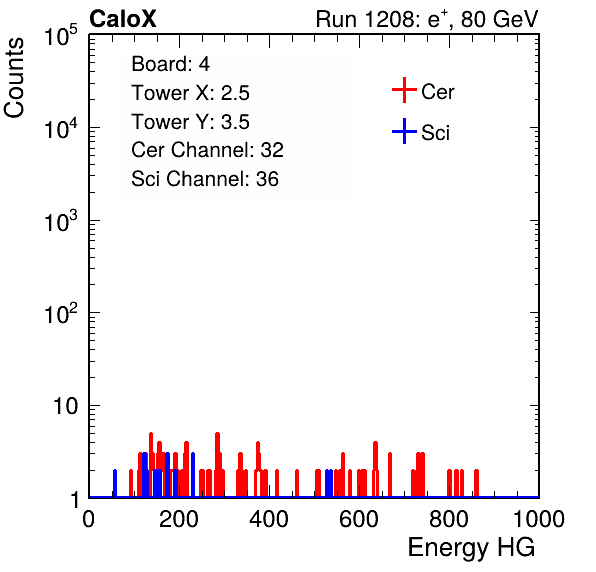 CaloX Run 1208: e⁺, 80 GeV
Counts
10⁵
10⁴
10³
10²
10
1
Board: 4
Tower X: 2.5
Tower Y: 3.5
Cer Channel: 32
Sci Channel: 36
Cer
Sci
0 200 400 600 800 1000
Energy HG